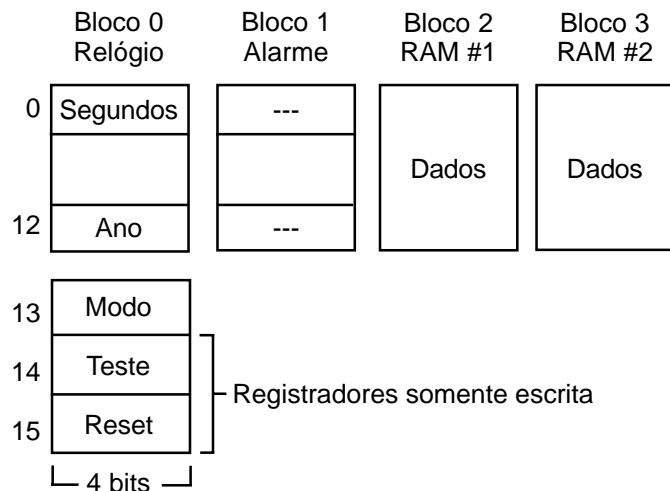 Bloco 0 Bloco 1 Bloco 2 Bloco 3
Relógio Alarme RAM #1 RAM #2
0 Segundos ---
Dados Dados
12 Ano ---
13 Modo
14 Teste
Registradores somente escrita
15 Reset
4 bits